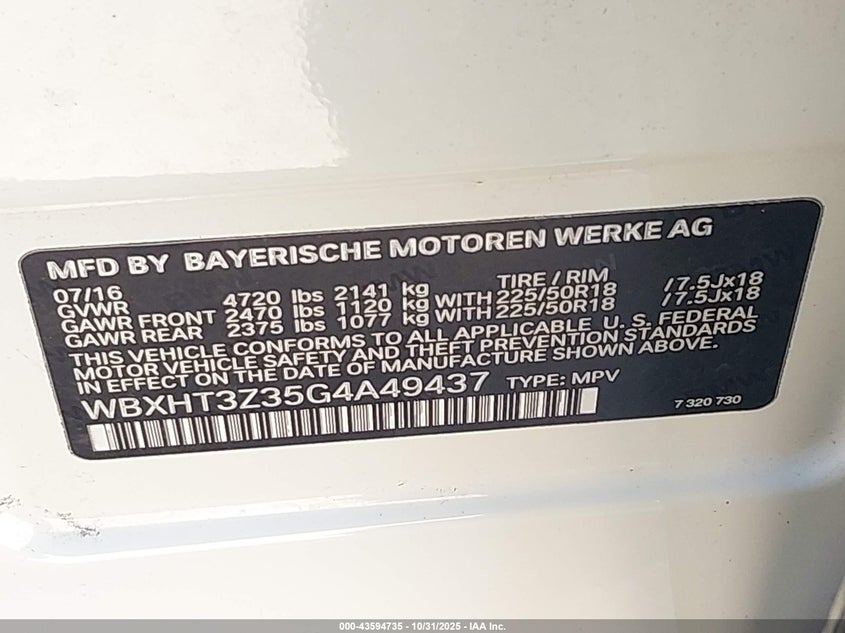 MFD BY BAYERISCHE MOTOREN WERKE AG
07/16 TIRE / RIM
GVWR 4720 lbs 2141 kg
GAWR FRONT 2470 lbs 1120 kg WITH 225/50R18 /7.5Jx18
GAWR REAR 2375 lbs 1077 kg WITH 225/50R18 /7.5Jx18
THIS VEHICLE CONFORMS TO ALL APPLICABLE U. S. FEDERAL
MOTOR VEHICLE SAFETY AND THEFT PREVENTION STANDARDS
IN EFFECT ON THE DATE OF MANUFACTURE SHOWN ABOVE.
WBXHT3Z35G4A49437 TYPE: MPV
7 320 730
000-43594735 - 10/31/2025 - IAA Inc.